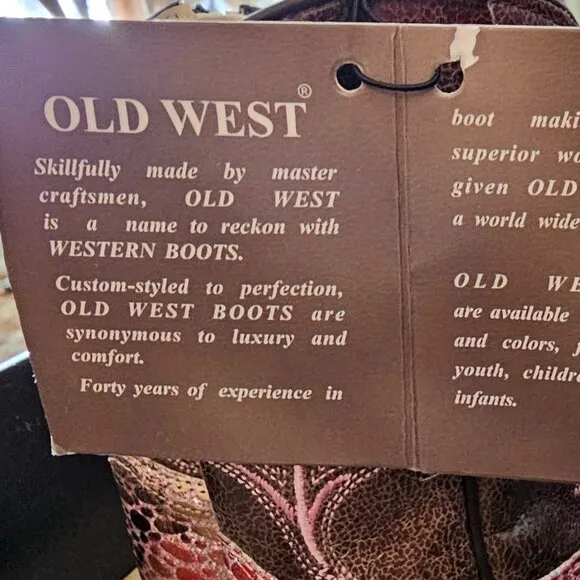 OLD WEST®
Skillfully made by master
craftsmen, OLD WEST
is a name to reckon with
WESTERN BOOTS.
Custom-styled to perfection,
OLD WEST BOOTS are
synonymous to luxury and
comfort.
Forty years of experience in
boot
superior
given OLD
a world wide
OLD
are available
and colors,
youth,
infants.